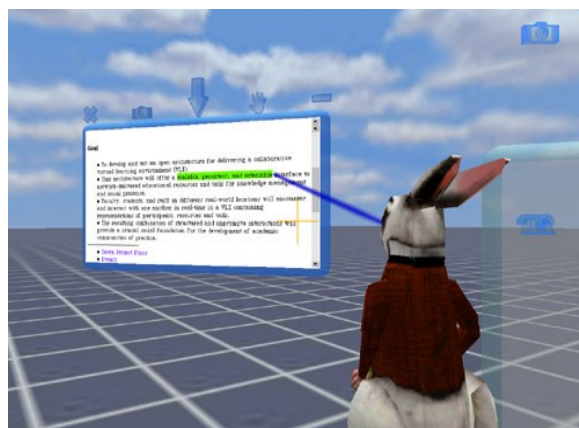 Goal
• To develop and test an open architecture for delivering a collaborative
virtual learning environment (VLE)
• This architecture will offer a scalable, persistent, and extensible interface to
network-delivered educational resources and tools for knowledge management
and social presence.
• Faculty, students, and staff in different real-world locations will encounter
and interact with one another in real-time in a VLE containing
representations of participants, resources and tools.
• The resulting combination of structured and impromptu interactions will
provide a crucial social foundation for the development of academic
communities of practice.
• Project Plans
• Events